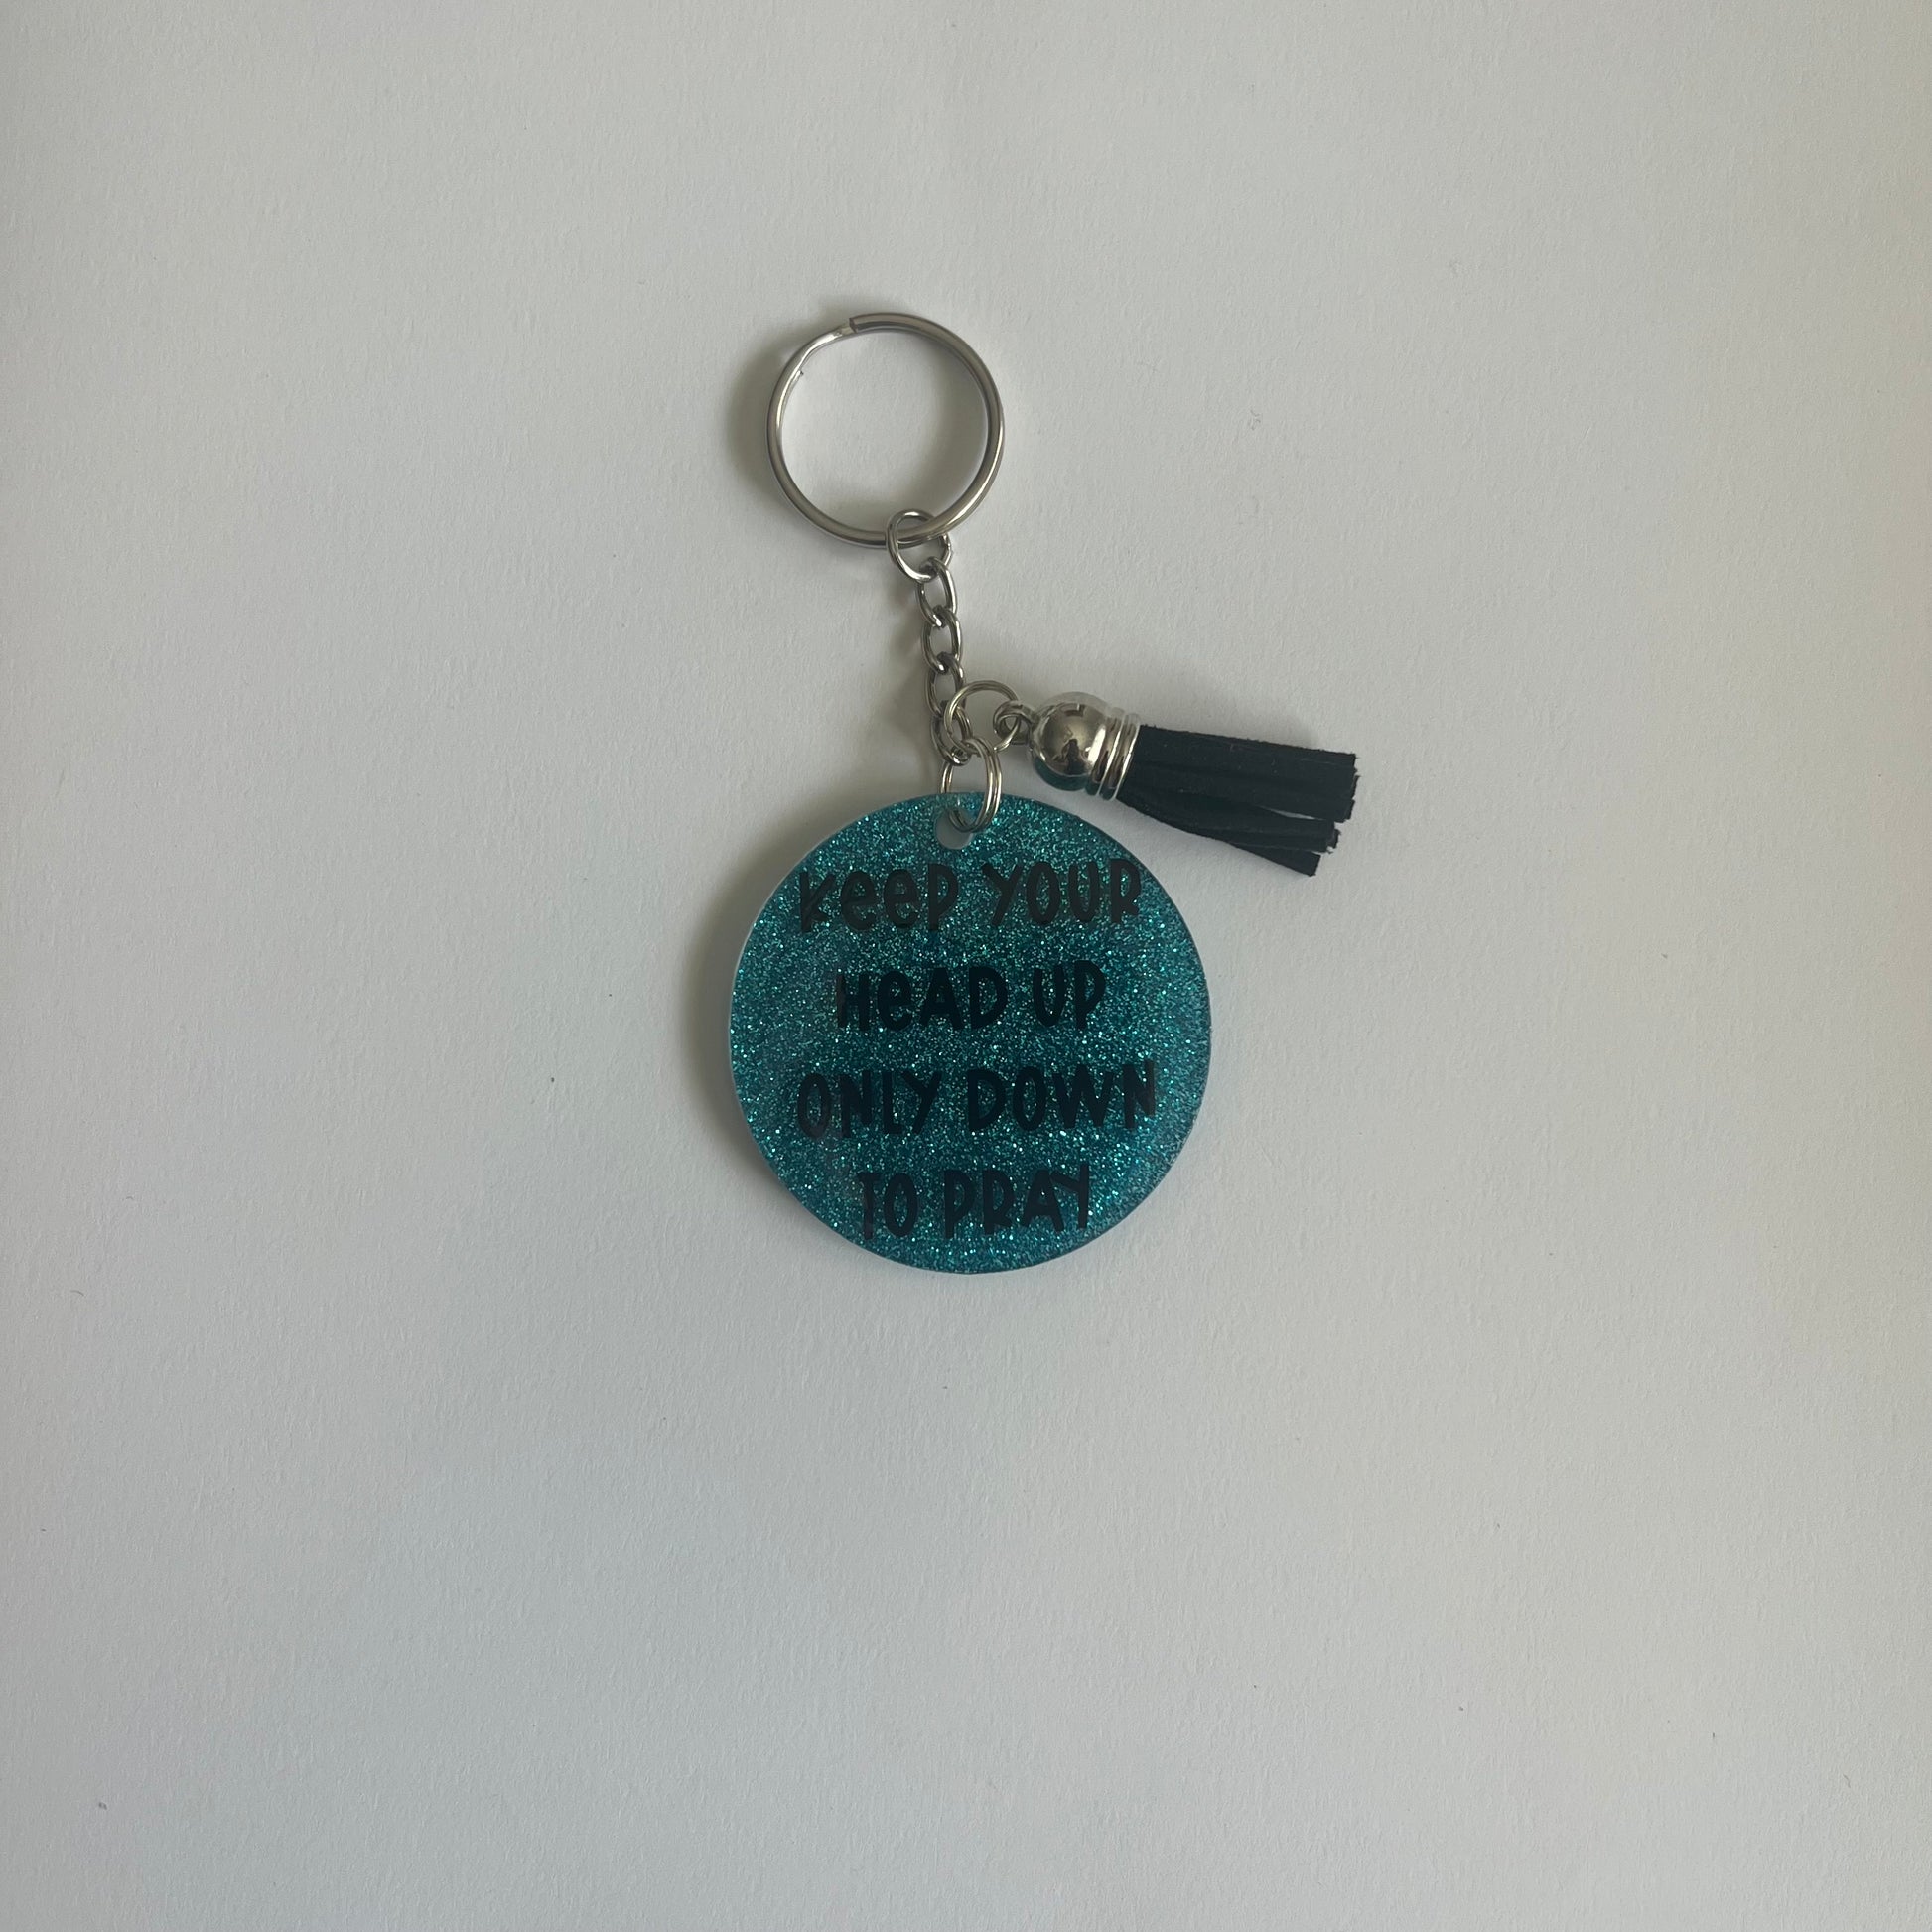 KeeP YOUR
HeAD UP
ONLY DOWN
TO PRAY